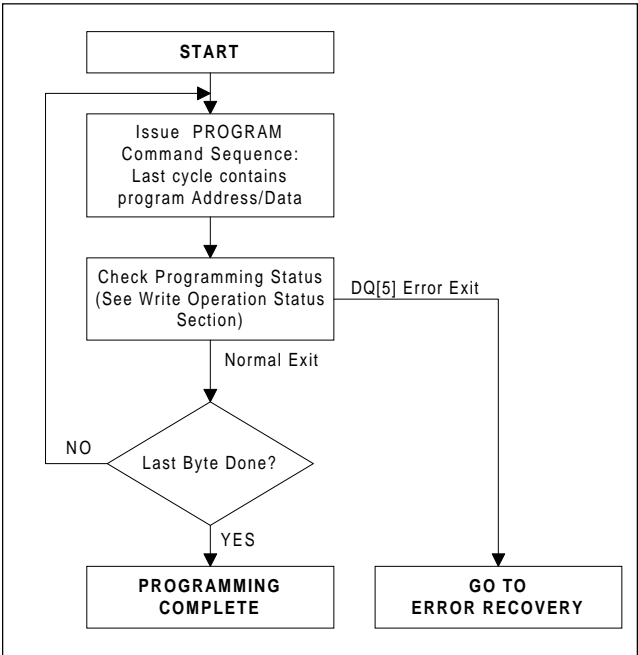 START
Issue PROGRAM
Command Sequence:
Last cycle contains
program Address/Data
Check Programming Status
(See Write Operation Status
Section)
DQ[5] Error Exit
Normal Exit
NO
Last Byte Done?
YES
PROGRAMMING
COMPLETE
GO TO
ERROR RECOVERY